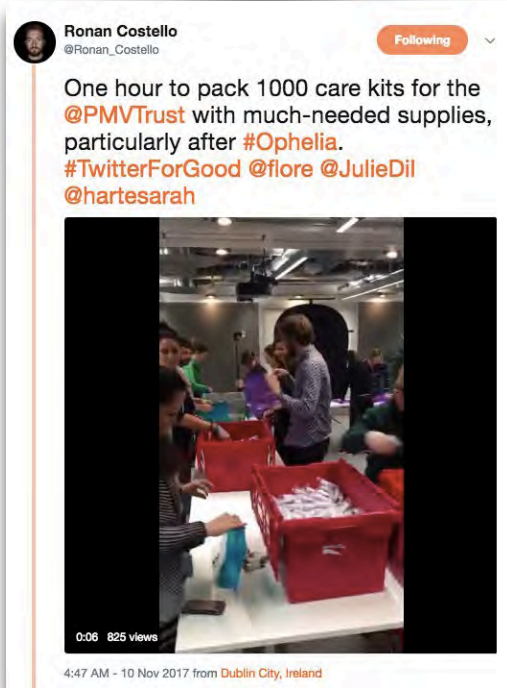 Ronan Costello
@Ronan_Costello
Following
One hour to pack 1000 care kits for the
@PMVTrust with much-needed supplies,
particularly after #Ophelia.
#TwitterForGood @flore @JulieDil
@hartesarah
0:06 825 views
4:47 AM - 10 Nov 2017 from Dublin City, Ireland